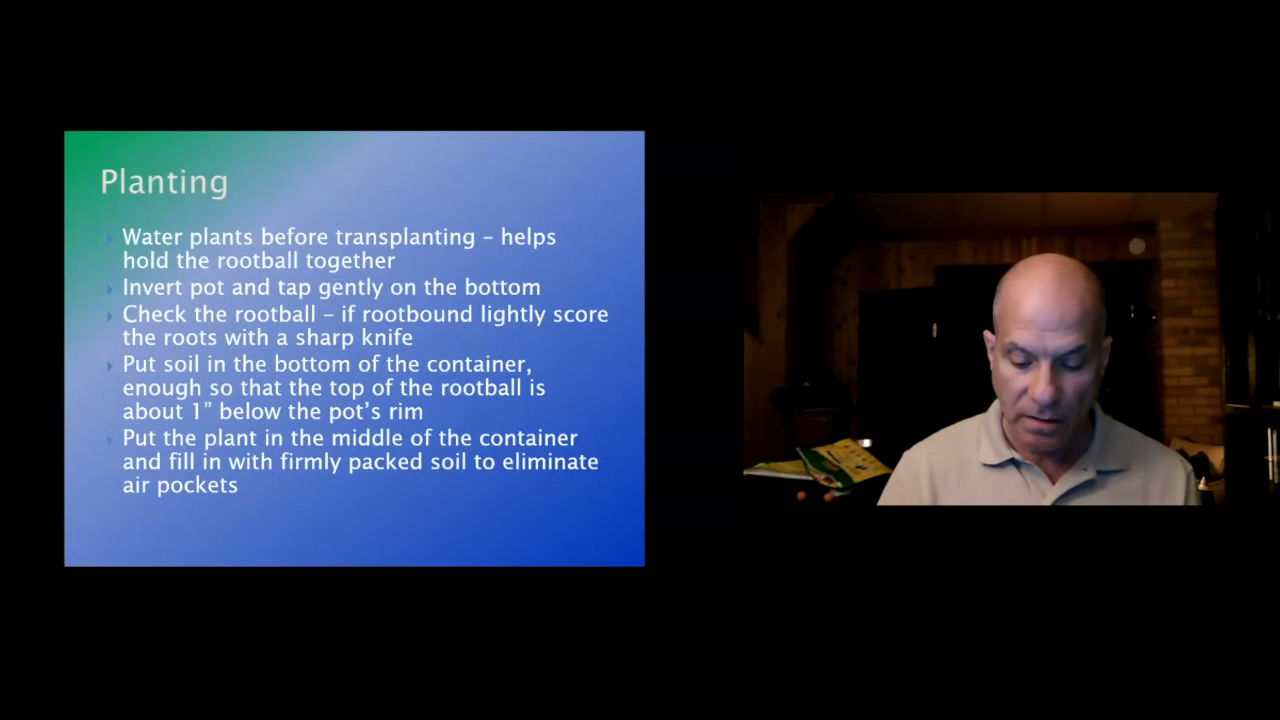 Planting
Water plants before transplanting – helps
hold the rootball together
Invert pot and tap gently on the bottom
Check the rootball – if rootbound lightly score
the roots with a sharp knife
Put soil in the bottom of the container,
enough so that the top of the rootball is
about 1” below the pot’s rim
Put the plant in the middle of the container
and fill in with firmly packed soil to eliminate
air pockets